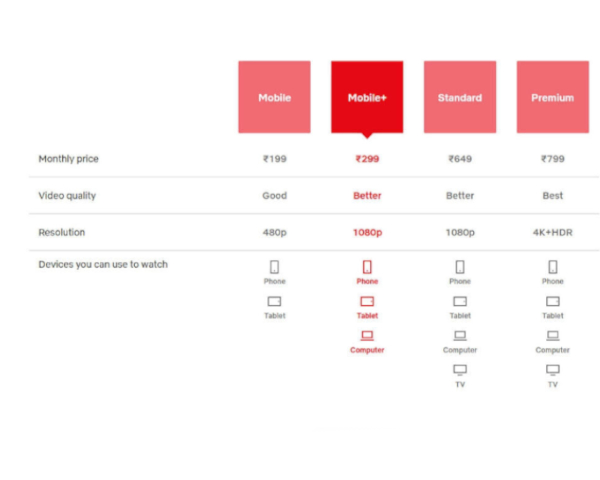 Mobile Mobile+ Standard Premium
Monthly price ₹199 ₹299 ₹649 ₹799
Video quality Good Better Better Best
Resolution 480p 1080p 1080p 4K+HDR
Devices you can use to watch
Phone Phone Phone Phone
Tablet Tablet Tablet Tablet
Computer Computer Computer
TV TV